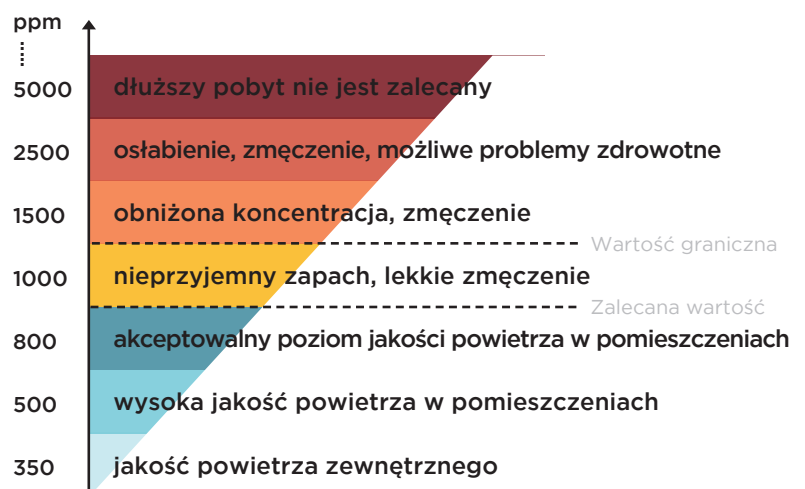 ppm
5000 dłuższy pobyt nie jest zalecany
2500 osłabienie, zmęczenie, możliwe problemy zdrowotne
1500 obniżona koncentracja, zmęczenie
Wartość graniczna
1000 nieprzyjemny zapach, lekkie zmęczenie
Zalecana wartość
800 akceptowalny poziom jakości powietrza w pomieszczeniach
500 wysoka jakość powietrza w pomieszczeniach
350 jakość powietrza zewnętrznego